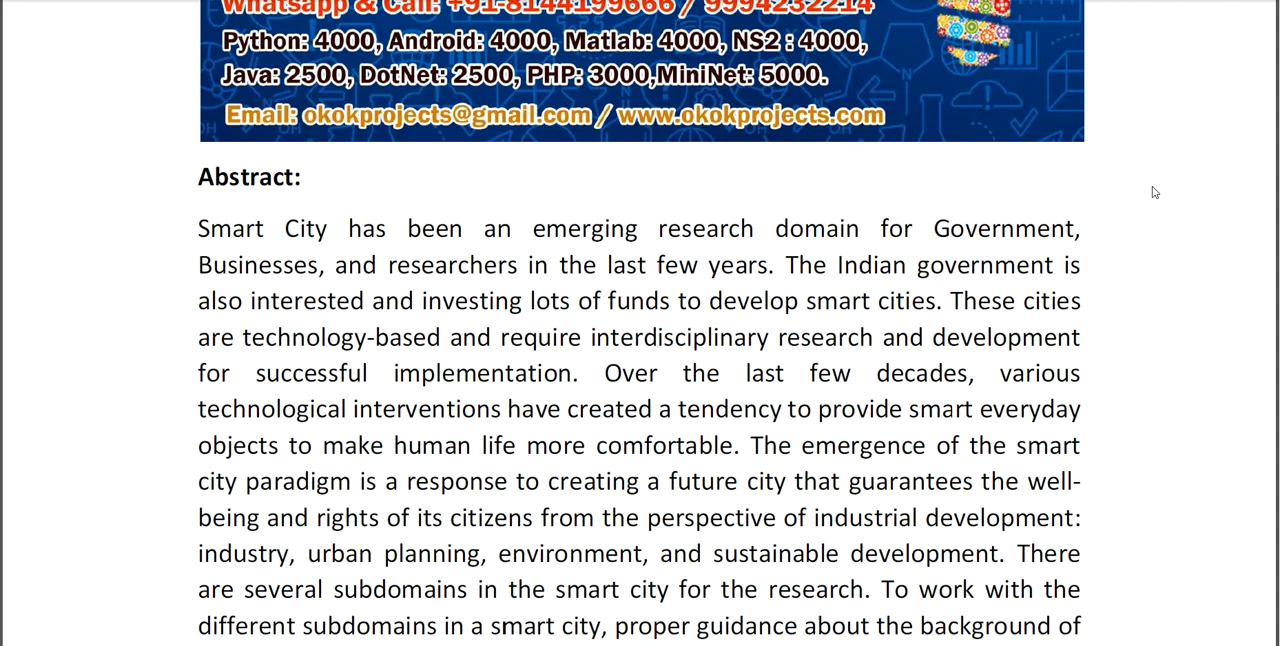 Whatsapp & Call: +91-8144199666 / 9994232214
Python: 4000, Android: 4000, Matlab: 4000, NS2 : 4000,
Java: 2500, DotNet: 2500, PHP: 3000,MiniNet: 5000.
Email: okokprojects@gmail.com / www.okokprojects.com
Abstract:
Smart City has been an emerging research domain for Government,
Businesses, and researchers in the last few years. The Indian government is
also interested and investing lots of funds to develop smart cities. These cities
are technology-based and require interdisciplinary research and development
for successful implementation. Over the last few decades, various
technological interventions have created a tendency to provide smart everyday
objects to make human life more comfortable. The emergence of the smart
city paradigm is a response to creating a future city that guarantees the well-
being and rights of its citizens from the perspective of industrial development:
industry, urban planning, environment, and sustainable development. There
are several subdomains in the smart city for the research. To work with the
different subdomains in a smart city, proper guidance about the background of